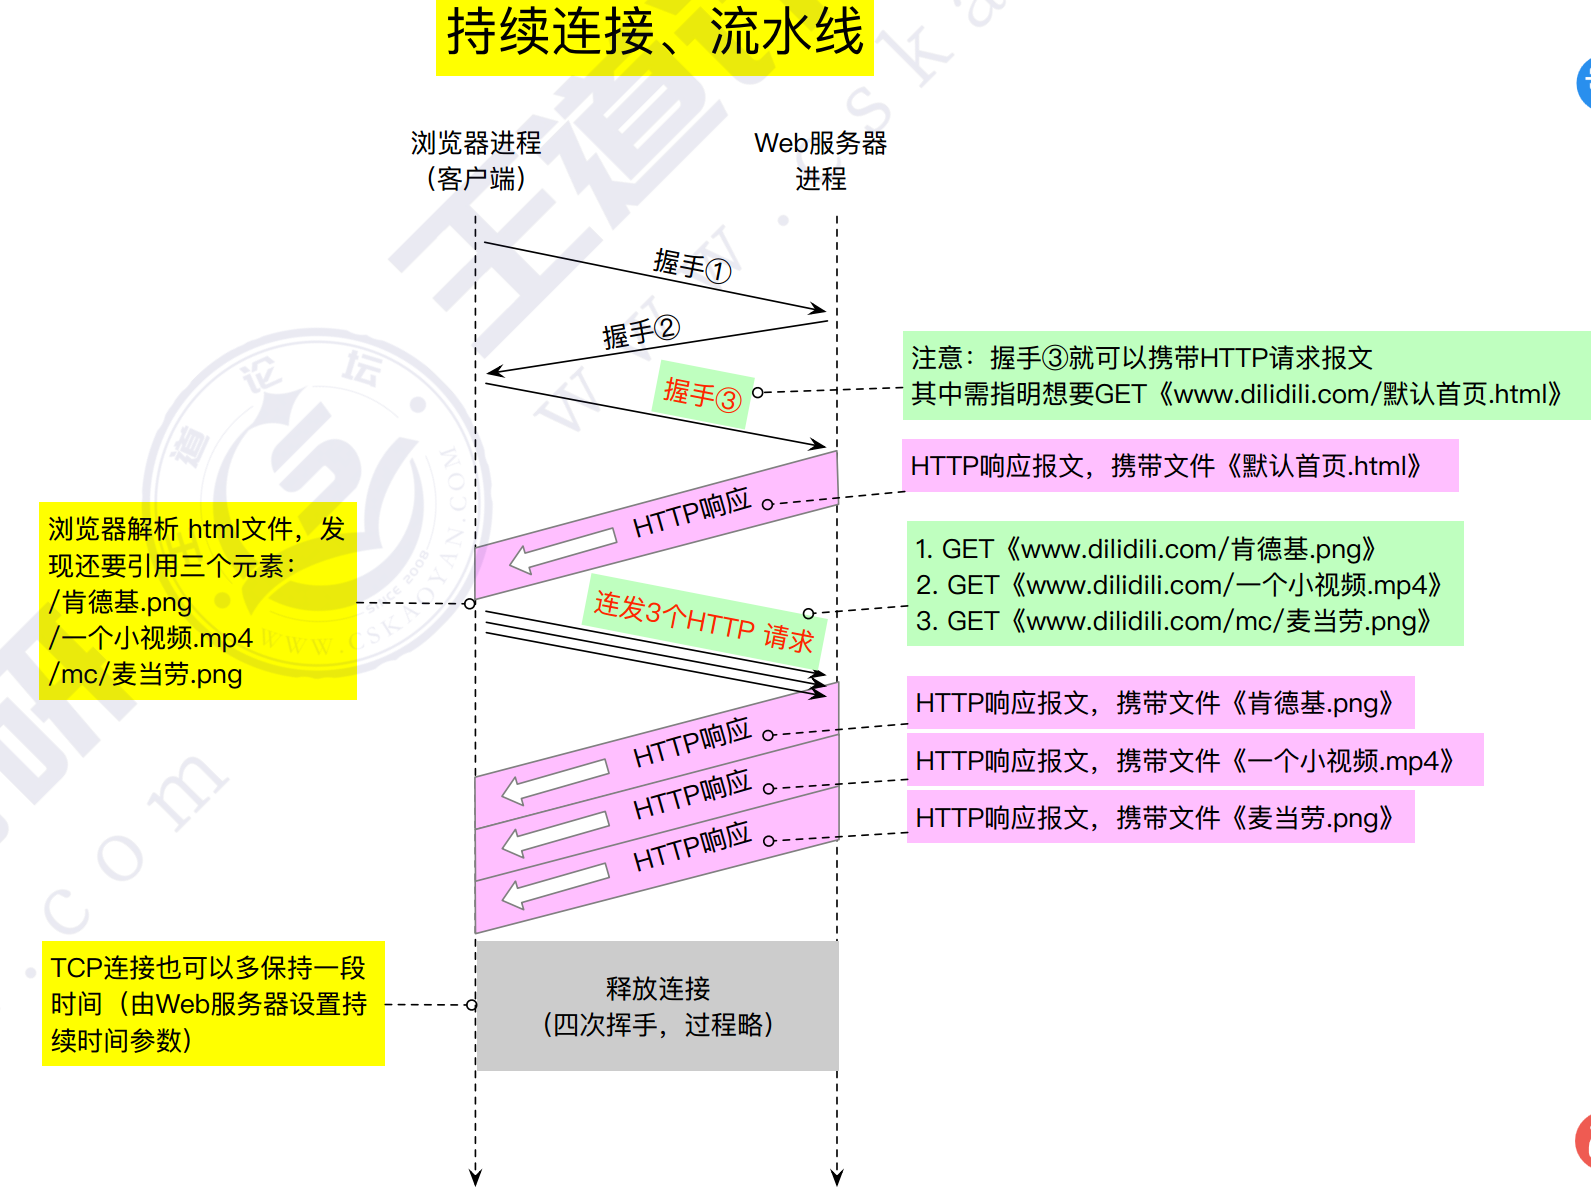 持续连接、流水线
浏览器进程
（客户端）
Web服务器
进程
握手①
握手②
握手③
注意：握手③就可以携带HTTP请求报文
其中需指明想要GET《www.dilidili.com/默认首页.html》
HTTP响应报文，携带文件《默认首页.html》
HTTP响应
浏览器解析 html文件，发
现还要引用三个元素：
/肯德基.png
/一个小视频.mp4
/mc/麦当劳.png
连发3个HTTP 请求
1. GET《www.dilidili.com/肯德基.png》
2. GET《www.dilidili.com/一个小视频.mp4》
3. GET《www.dilidili.com/mc/麦当劳.png》
HTTP响应
HTTP响应报文，携带文件《肯德基.png》
HTTP响应
HTTP响应报文，携带文件《一个小视频.mp4》
HTTP响应
HTTP响应报文，携带文件《麦当劳.png》
TCP连接也可以多保持一段
时间（由Web服务器设置持
续时间参数）
释放连接
（四次挥手，过程略）
王道论坛
SINCE 2008
WWW.CSKAOYAN.COM